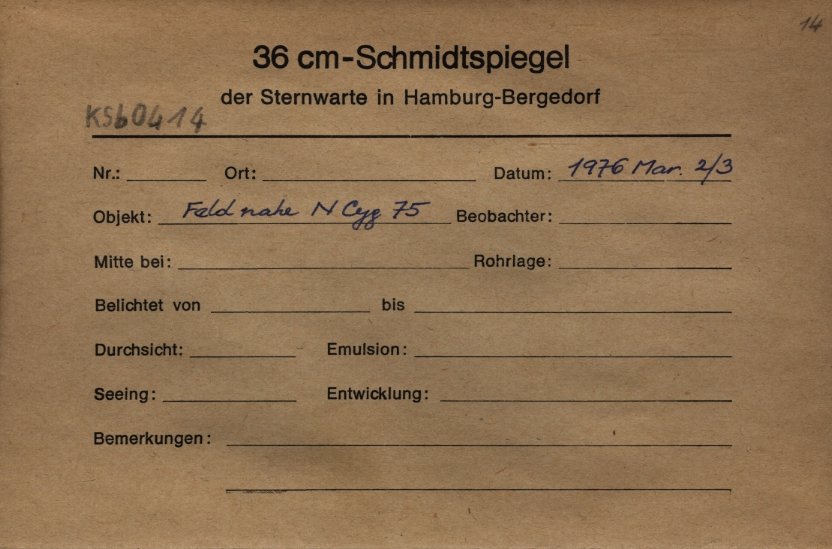 14
36 cm-Schmidtspiegel
der Sternwarte in Hamburg-Bergedorf
KSb0414
Nr.: Ort: Datum: 1976 Mar. 2/3
Objekt: Feld nahe N Cyg 75 Beobachter:
Mitte bei: Rohrlage:
Belichtet von bis
Durchsicht: Emulsion:
Seeing: Entwicklung:
Bemerkungen: